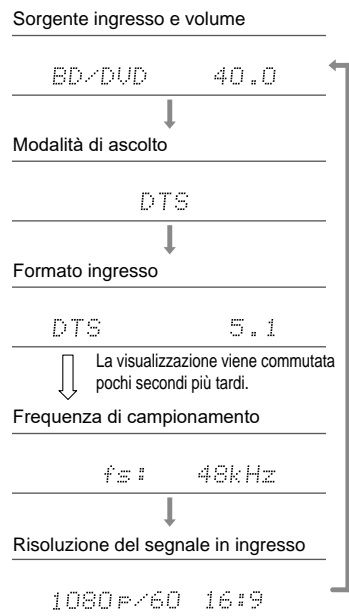 Sorgente ingresso e volume
BD/DVD 40.0
Modalità di ascolto
DTS
Formato ingresso
DTS 5.1
La visualizzazione viene commutata
pochi secondi più tardi.
Frequenza di campionamento
fs: 48kHz
Risoluzione del segnale in ingresso
1080p/60 16:9